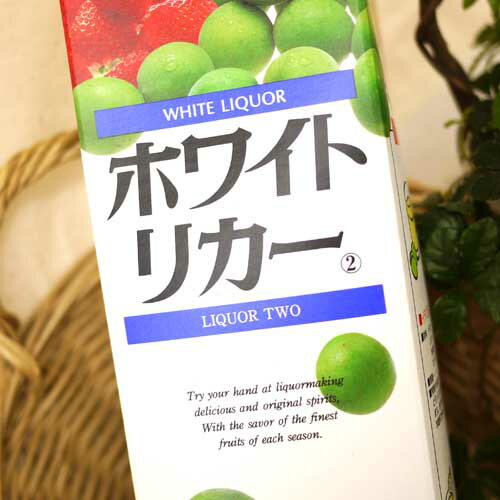 WHITE LIQUOR
ホワイト
リカー②
LIQUOR TWO
Try your hand at liquormaking
delicious and original spirits,
With the savor of the finest
fruits of each season.